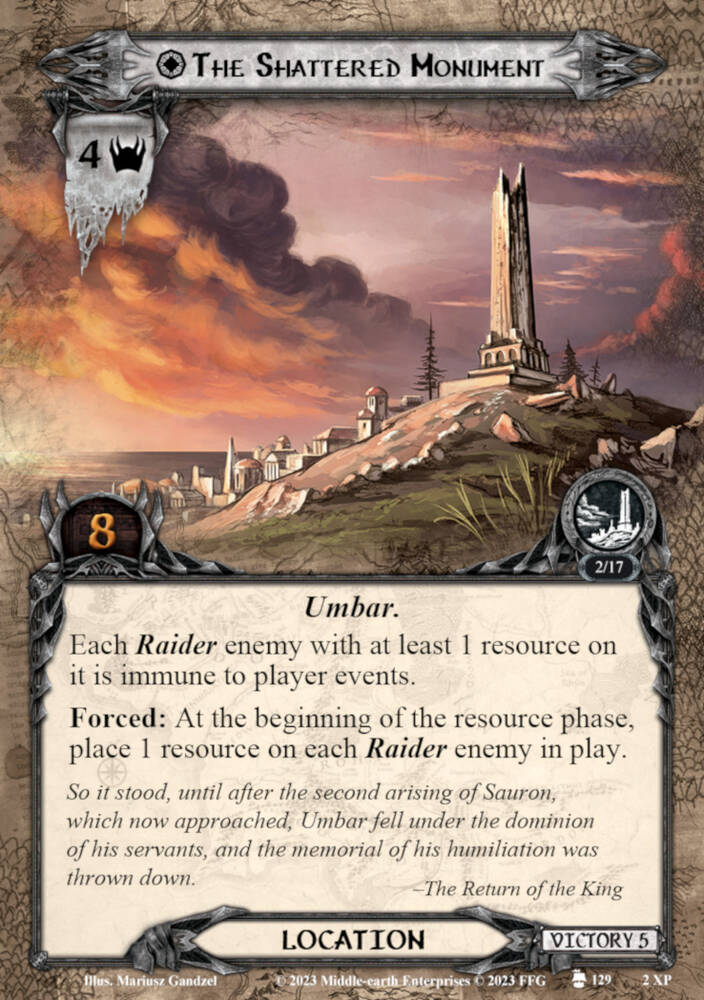 The Shattered Monument
4
8
2/17
Umbar.
Each Raider enemy with at least 1 resource on
it is immune to player events.
Forced: At the beginning of the resource phase,
place 1 resource on each Raider enemy in play.
So it stood, until after the second arising of Sauron,
which now approached, Umbar fell under the dominion
of his servants, and the memorial of his humiliation was
thrown down.
–The Return of the King
LOCATION
VICTORY 5
Illus. Mariusz Gandzel © 2023 Middle-earth Enterprises © 2023 FFG 129 2 XP